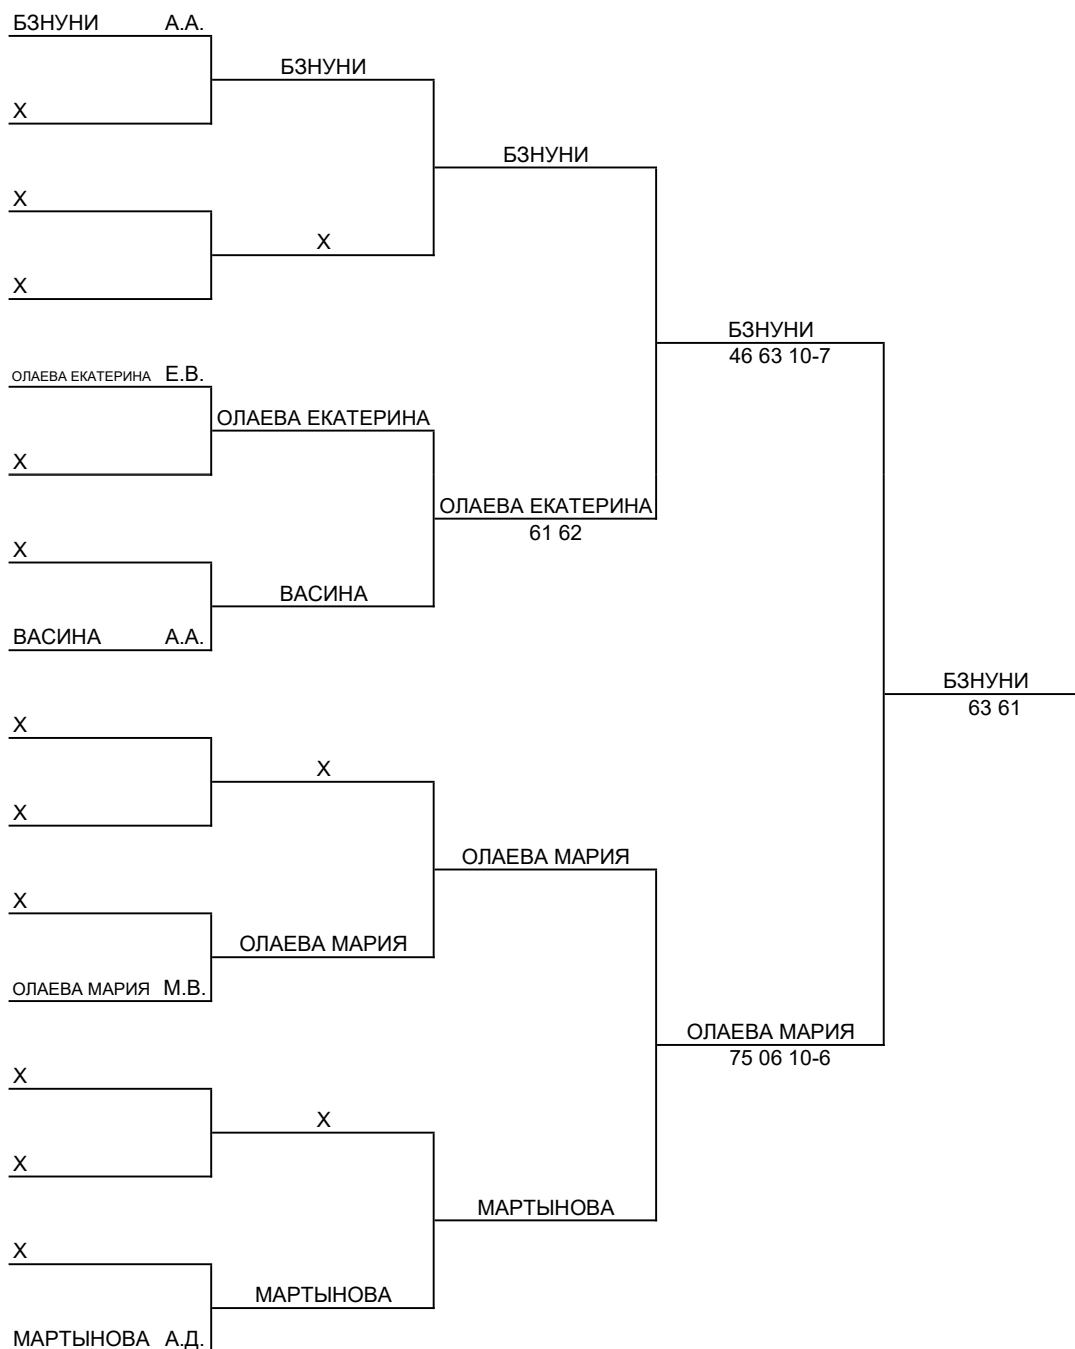 БЗНУНИ А.А.
БЗНУНИ
Х
БЗНУНИ
Х
Х
Х
БЗНУНИ
46 63 10-7
ОЛАЕВА ЕКАТЕРИНА Е.В.
ОЛАЕВА ЕКАТЕРИНА
Х
ОЛАЕВА ЕКАТЕРИНА
61 62
Х
ВАСИНА
ВАСИНА А.А.
БЗНУНИ
63 61
Х
Х
Х
ОЛАЕВА МАРИЯ
Х
ОЛАЕВА МАРИЯ
ОЛАЕВА МАРИЯ М.В.
ОЛАЕВА МАРИЯ
75 06 10-6
Х
Х
Х
МАРТЫНОВА
Х
МАРТЫНОВА
МАРТЫНОВА А.Д.